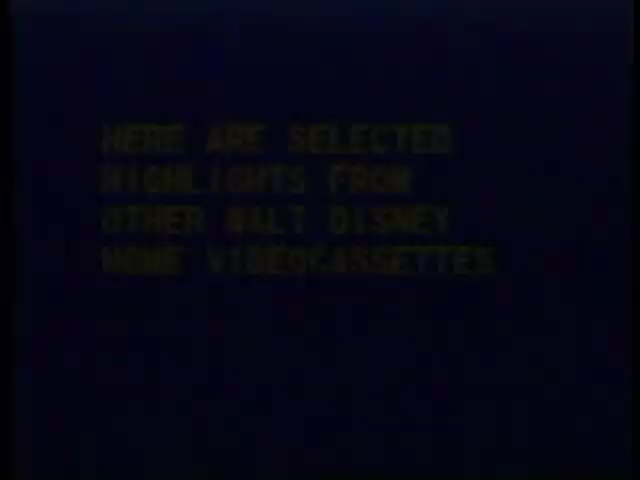 HERE ARE SELECTED
HIGHLIGHTS FROM
OTHER WALT DISNEY
HOME VIDEOCASSETTES